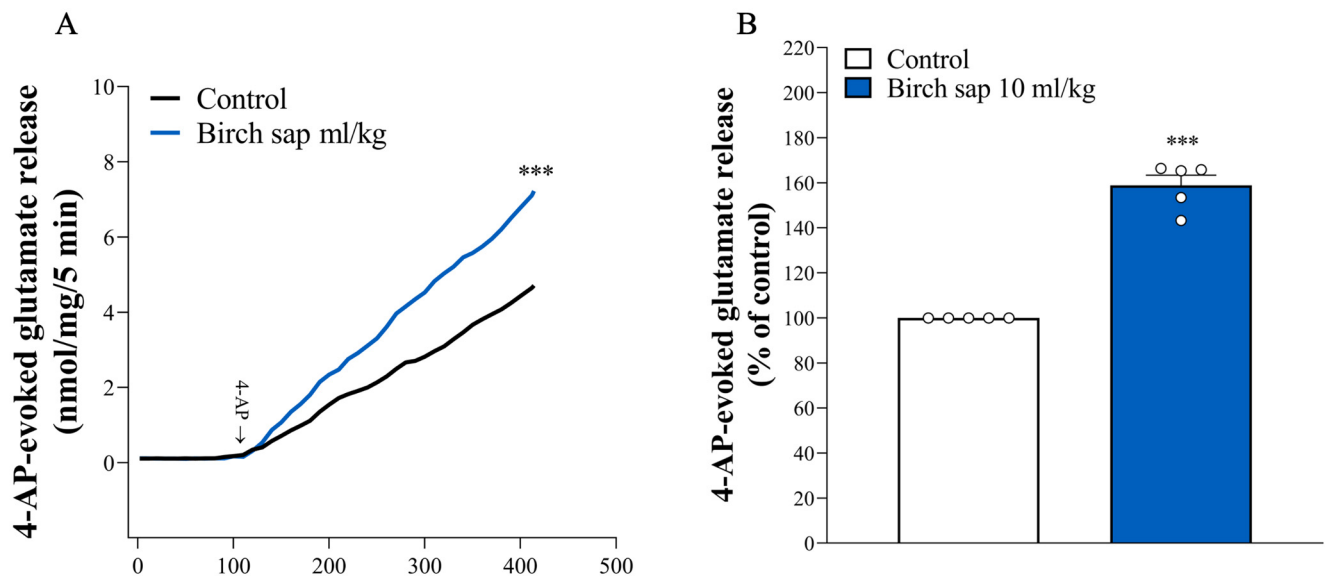 A
4-AP-evoked glutamate release
(nmol/mg/5 min)
10
8
6
4
2
0
Control
Birch sap ml/kg
***
4-AP
→
0 100 200 300 400 500
B
4-AP-evoked glutamate release
(% of control)
220
200
180
160
140
120
100
80
60
40
20
0
Control
Birch sap 10 ml/kg
***